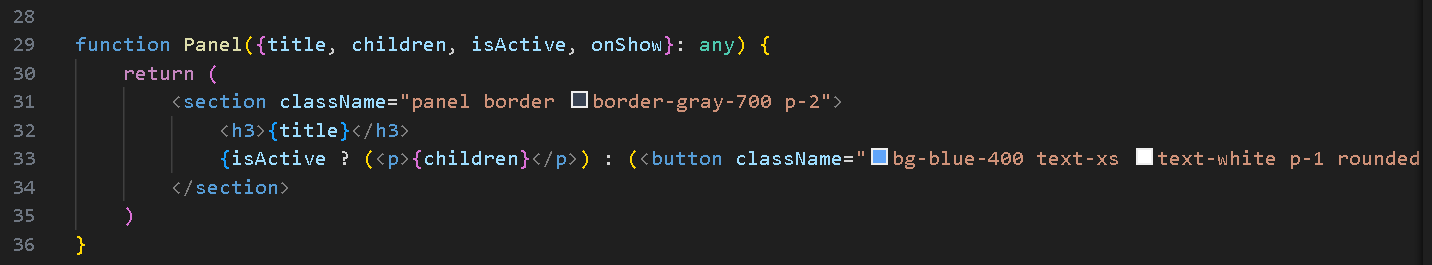 28
29 function Panel({title, children, isActive, onShow}: any) {
30 return (
31 <section className="panel border border-gray-700 p-2">
32 <h3>{title}</h3>
33 {isActive ? (<p>{children}</p>) : (<button className="bg-blue-400 text-xs text-white p-1 rounded
34 </section>
35 )
36 }